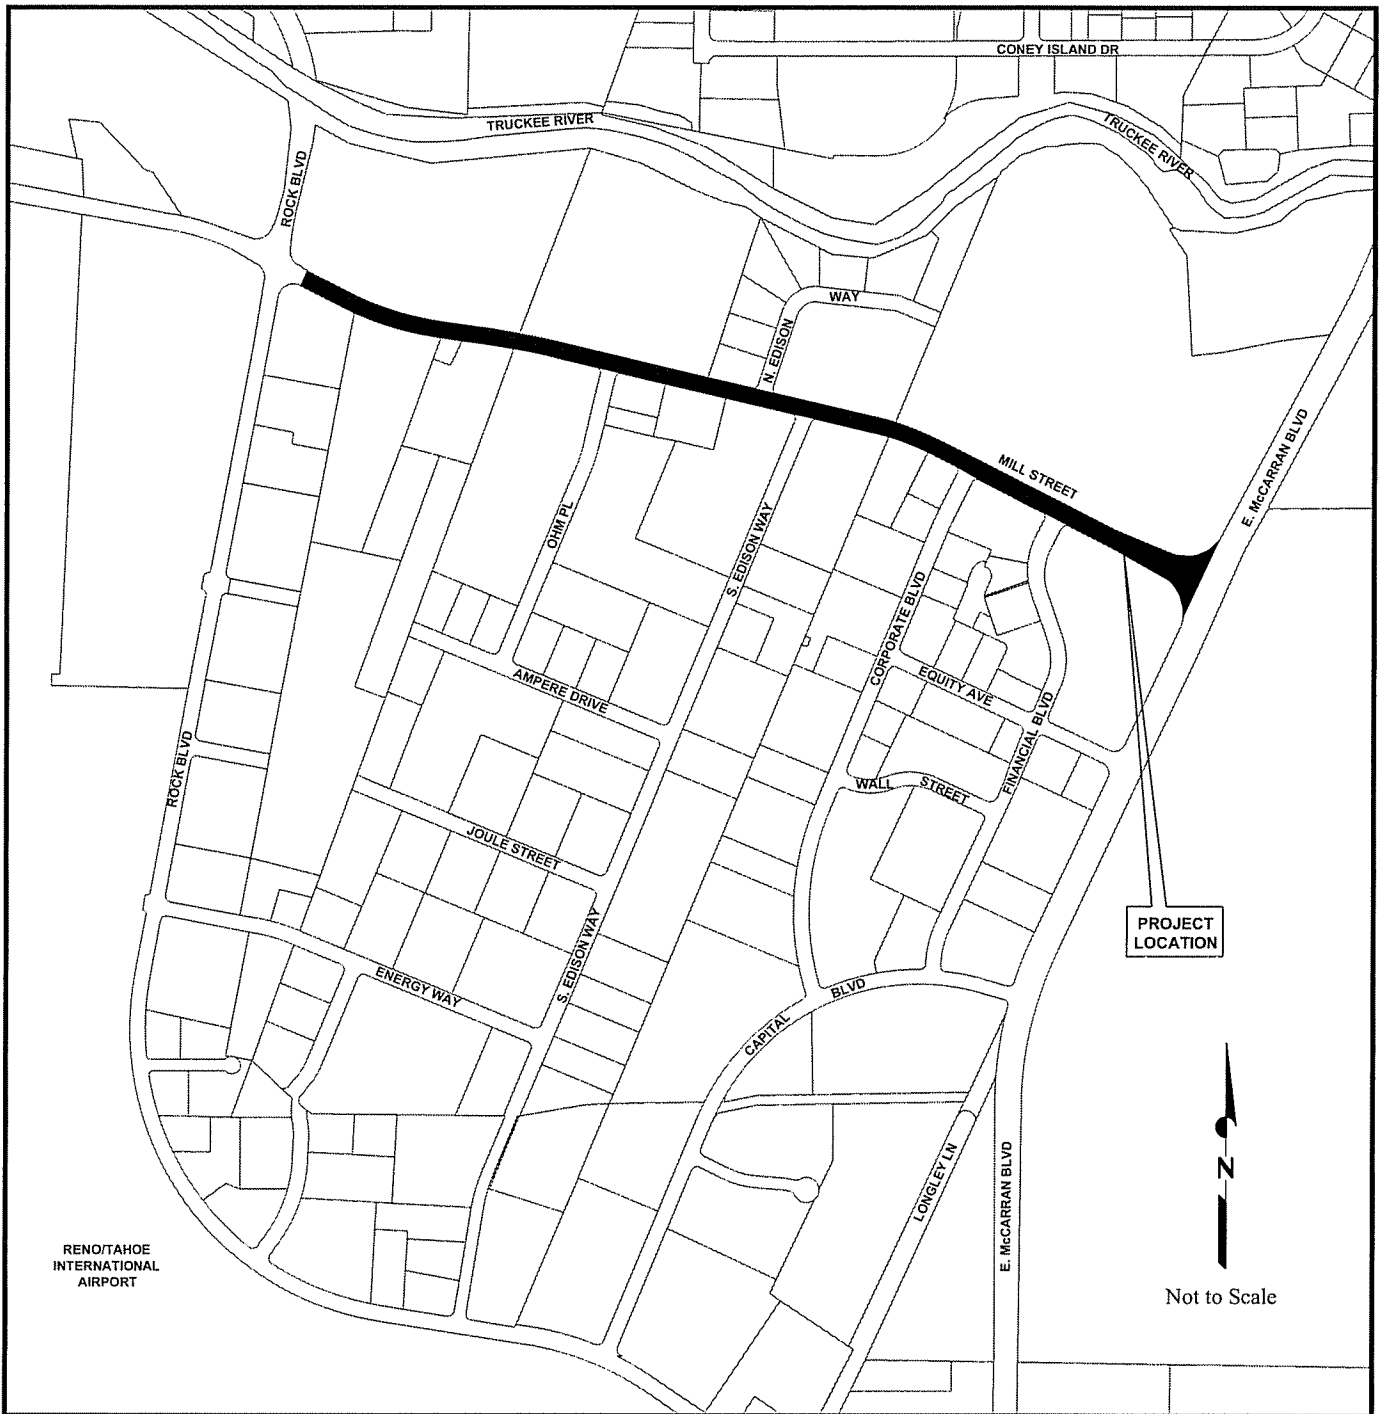 CONEY ISLAND DR
TRUCKEE RIVER
TRUCKEE RIVER
ROCK BLVD
WAY
N. EDISON
MILL STREET
E. McCARRAN BLVD
OHM PL
S. EDISON WAY
CORPORATE BLVD
EQUITY AVE
AMPERE DRIVE
FINANCIAL BLVD
ROCK BLVD
WALL STREET
JOULE STREET
PROJECT
LOCATION
S. EDISON WAY
ENERGY WAY
CAPITAL BLVD
LONGLEY LN
E. McCARRAN BLVD
N
RENO/TAHOE
INTERNATIONAL
AIRPORT
Not to Scale